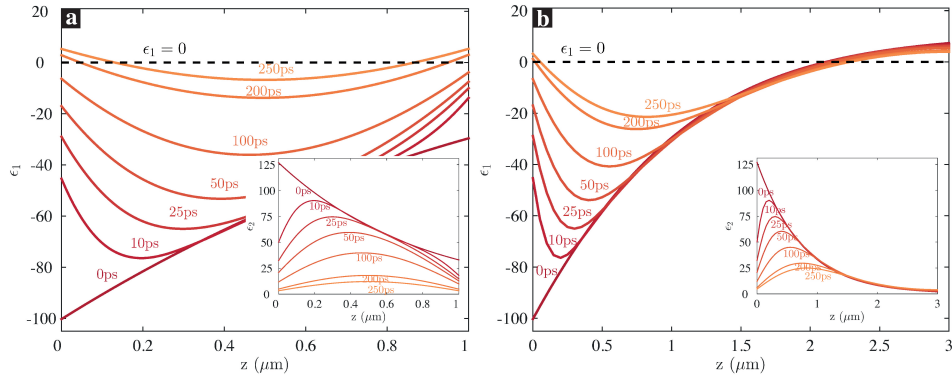 a
20
0
-20
-40
-60
-80
-100
ϵ₁
ϵ₁ = 0
250ps
200ps
100ps
50ps
25ps
10ps
0ps
0
0.2
0.4
0.6
0.8
1
z (μm)
125
100
75
50
25
0
ϵ₂
0ps
10ps
25ps
50ps
100ps
200ps
250ps
0
0.2
0.4
0.6
0.8
1
z (μm)
b
20
0
-20
-40
-60
-80
-100
ϵ₁
ϵ₁ = 0
250ps
200ps
100ps
50ps
25ps
10ps
0ps
0
0.5
1
1.5
2
2.5
3
z (μm)
125
100
75
50
25
0
ϵ₂
0ps
10ps
25ps
50ps
100ps
200ps
250ps
0
1
2
3
z (μm)